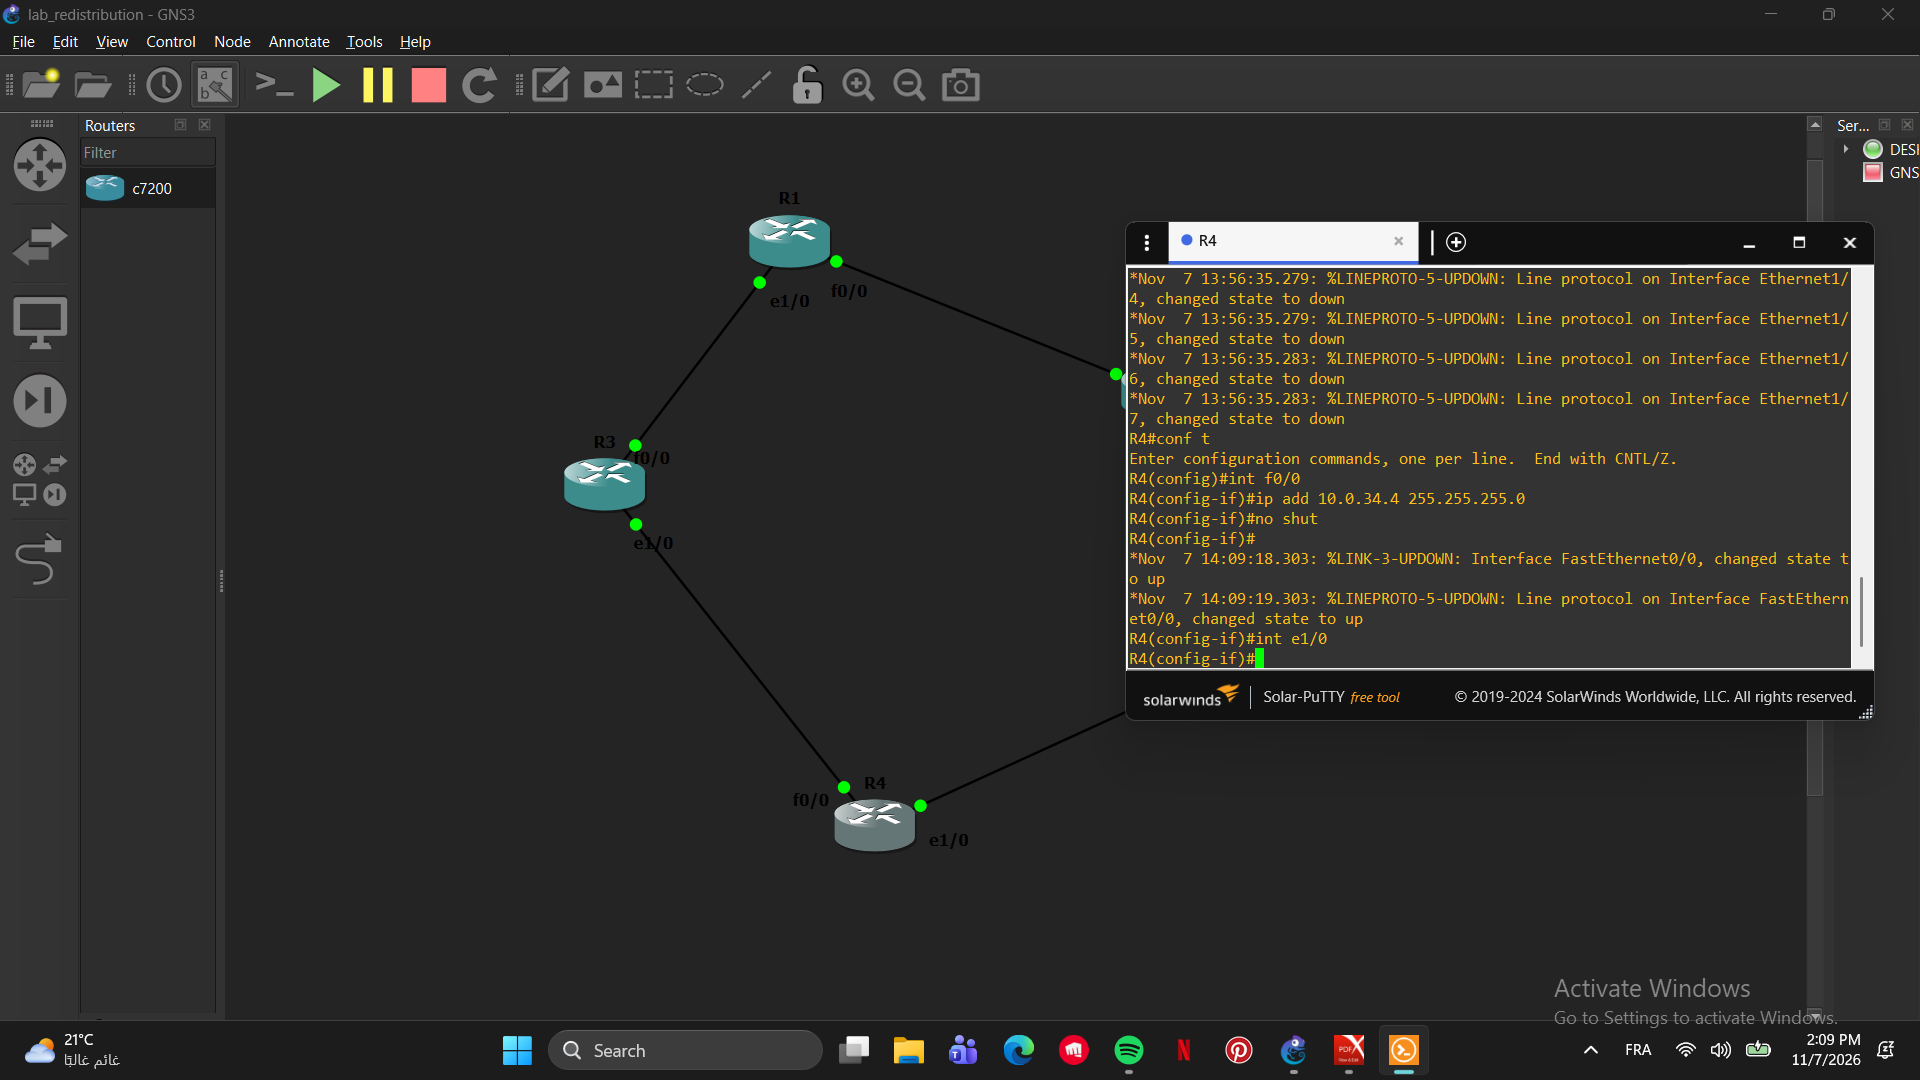 lab_redistribution - GNS3
File Edit View Control Node Annotate Tools Help
Routers
Filter
c7200
Ser...
DESI
GNS
R1
e1/0
f0/0
R3
f0/0
e1/0
R4
f0/0
e1/0
R4
*Nov  7 13:56:35.279: %LINEPROTO-5-UPDOWN: Line protocol on Interface Ethernet1/
4, changed state to down
*Nov  7 13:56:35.279: %LINEPROTO-5-UPDOWN: Line protocol on Interface Ethernet1/
5, changed state to down
*Nov  7 13:56:35.283: %LINEPROTO-5-UPDOWN: Line protocol on Interface Ethernet1/
6, changed state to down
*Nov  7 13:56:35.283: %LINEPROTO-5-UPDOWN: Line protocol on Interface Ethernet1/
7, changed state to down
R4#conf t
Enter configuration commands, one per line.  End with CNTL/Z.
R4(config)#int f0/0
R4(config-if)#ip add 10.0.34.4 255.255.255.0
R4(config-if)#no shut
R4(config-if)#
*Nov  7 14:09:18.303: %LINK-3-UPDOWN: Interface FastEthernet0/0, changed state t
o up
*Nov  7 14:09:19.303: %LINEPROTO-5-UPDOWN: Line protocol on Interface FastEthern
et0/0, changed state to up
R4(config-if)#int e1/0
R4(config-if)#
solarwinds Solar-PuTTY free tool © 2019-2024 SolarWinds Worldwide, LLC. All rights reserved.
Activate Windows
Go to Settings to activate Windows.
21°C
غائم غالبًا
Search
FRA
2:09 PM
11/7/2026